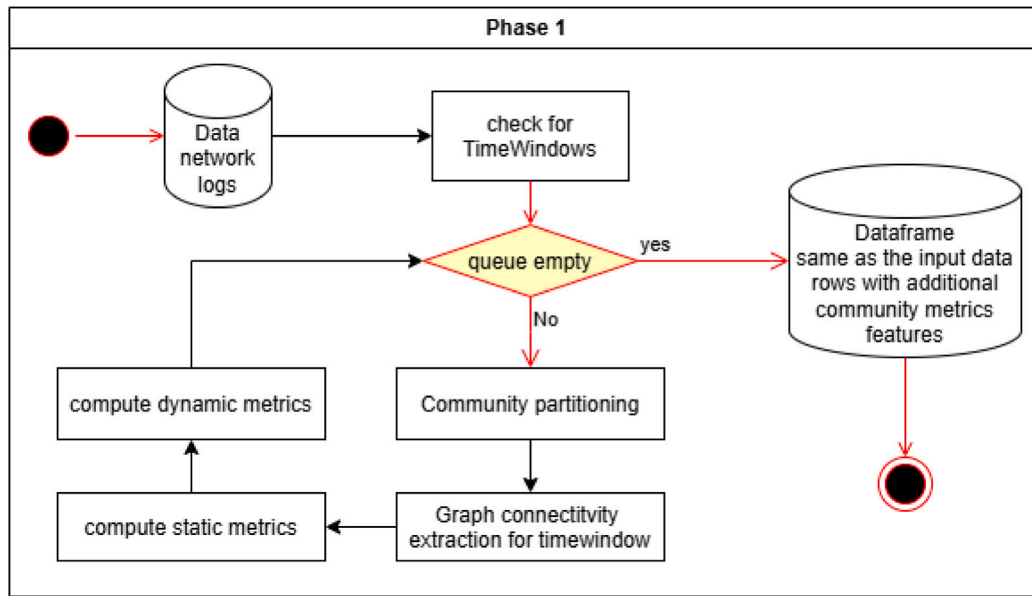 Phase 1
Data
network
logs
check for
TimeWindows
queue empty
yes
No
Dataframe
same as the input data
rows with additional
community metrics
features
compute dynamic metrics
Community partitioning
compute static metrics
Graph connectitvity
extraction for timewindow